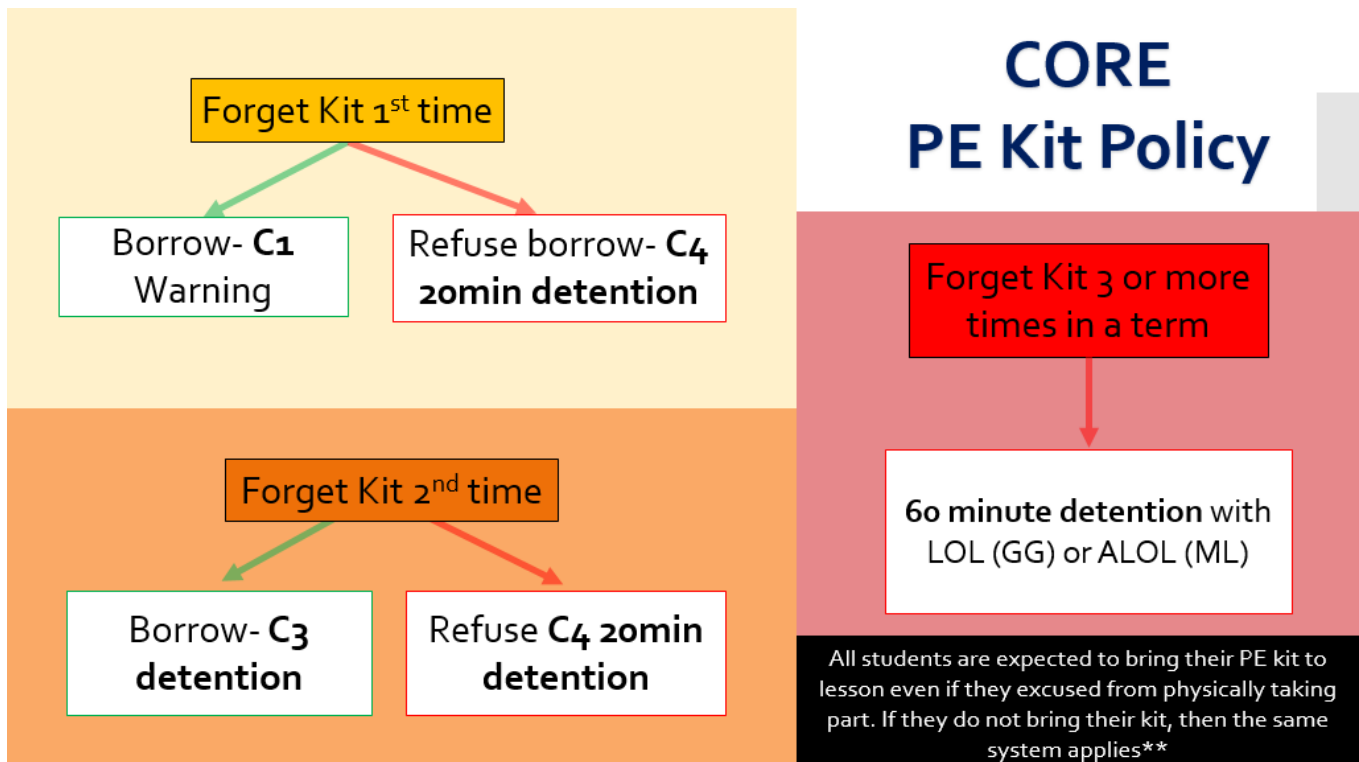 CORE
PE Kit Policy
Forget Kit 1st time
Borrow- C1
Warning
Refuse borrow- C4
20min detention
Forget Kit 2nd time
Borrow- C3
detention
Refuse C4 20min
detention
Forget Kit 3 or more
times in a term
60 minute detention with
LOL (GG) or ALOL (ML)
All students are expected to bring their PE kit to
lesson even if they excused from physically taking
part. If they do not bring their kit, then the same
system applies**